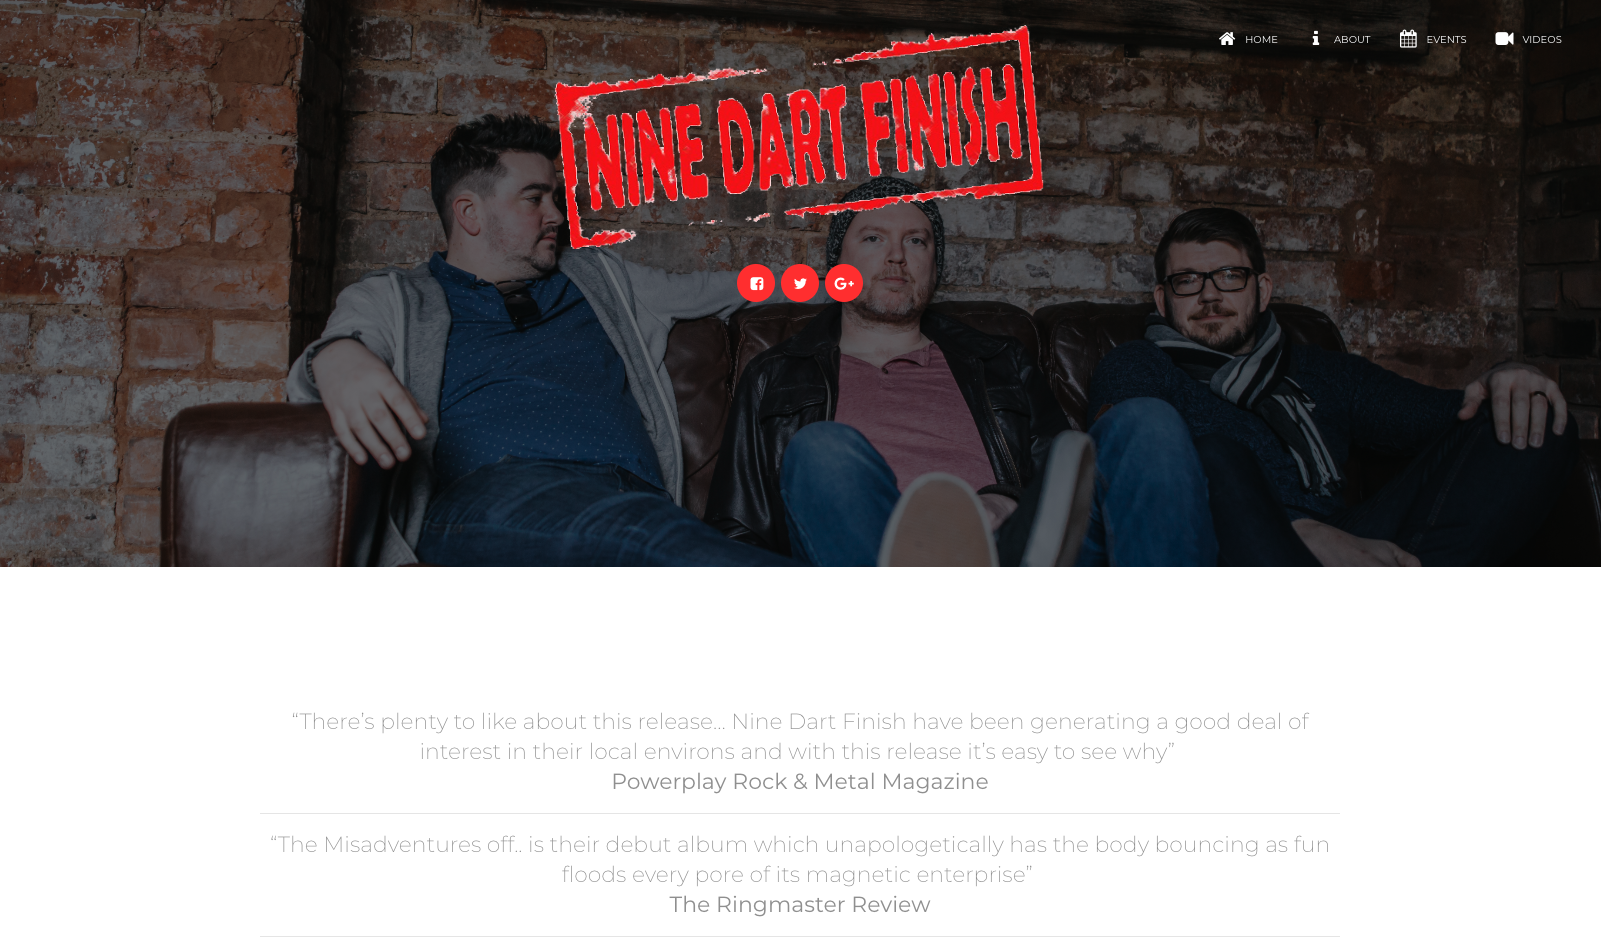 HOME ABOUT EVENTS VIDEOS
NINE DART FINISH
“There’s plenty to like about this release... Nine Dart Finish have been generating a good deal of
interest in their local environs and with this release it’s easy to see why”
Powerplay Rock & Metal Magazine
“The Misadventures off.. is their debut album which unapologetically has the body bouncing as fun
floods every pore of its magnetic enterprise”
The Ringmaster Review